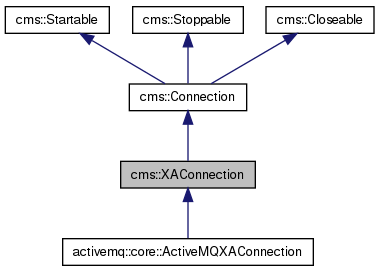 cms::Startable
cms::Stoppable
cms::Closeable
cms::Connection
cms::XAConnection
activemq::core::ActiveMQXAConnection